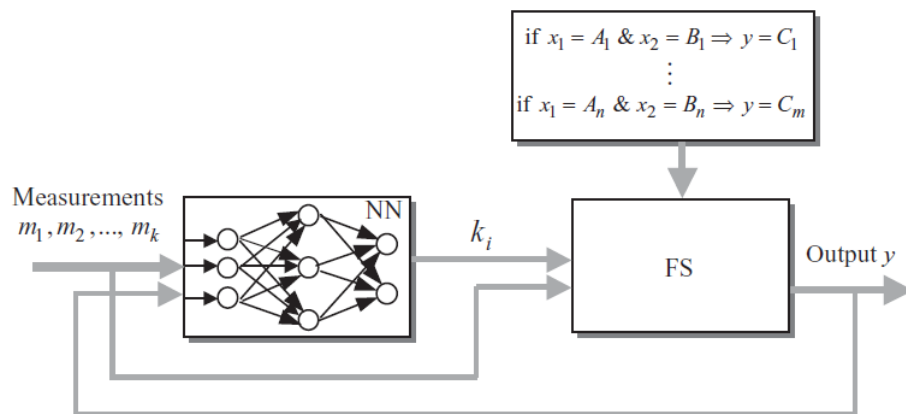 if x₁ = A₁ & x₂ = B₁ ⇒ y = C₁
⋮
if x₁ = Aₙ & x₂ = Bₙ ⇒ y = Cₘ
Measurements
m₁, m₂, ..., mₖ
NN
kᵢ
FS
Output y